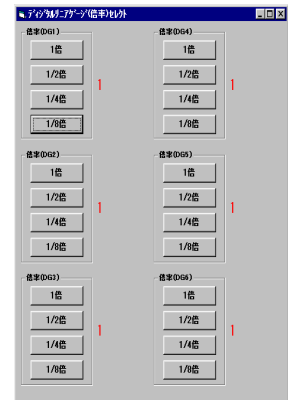 ﾃﾞｨｼﾞﾀﾙﾘﾆｱｹﾞｰｼﾞ(倍率)ｾﾚｸﾄ
倍率(DG1)
1倍
1/2倍
1/4倍
1/8倍
1
倍率(DG4)
1倍
1/2倍
1/4倍
1/8倍
1
倍率(DG2)
1倍
1/2倍
1/4倍
1/8倍
1
倍率(DG5)
1倍
1/2倍
1/4倍
1/8倍
1
倍率(DG3)
1倍
1/2倍
1/4倍
1/8倍
1
倍率(DG6)
1倍
1/2倍
1/4倍
1/8倍
1